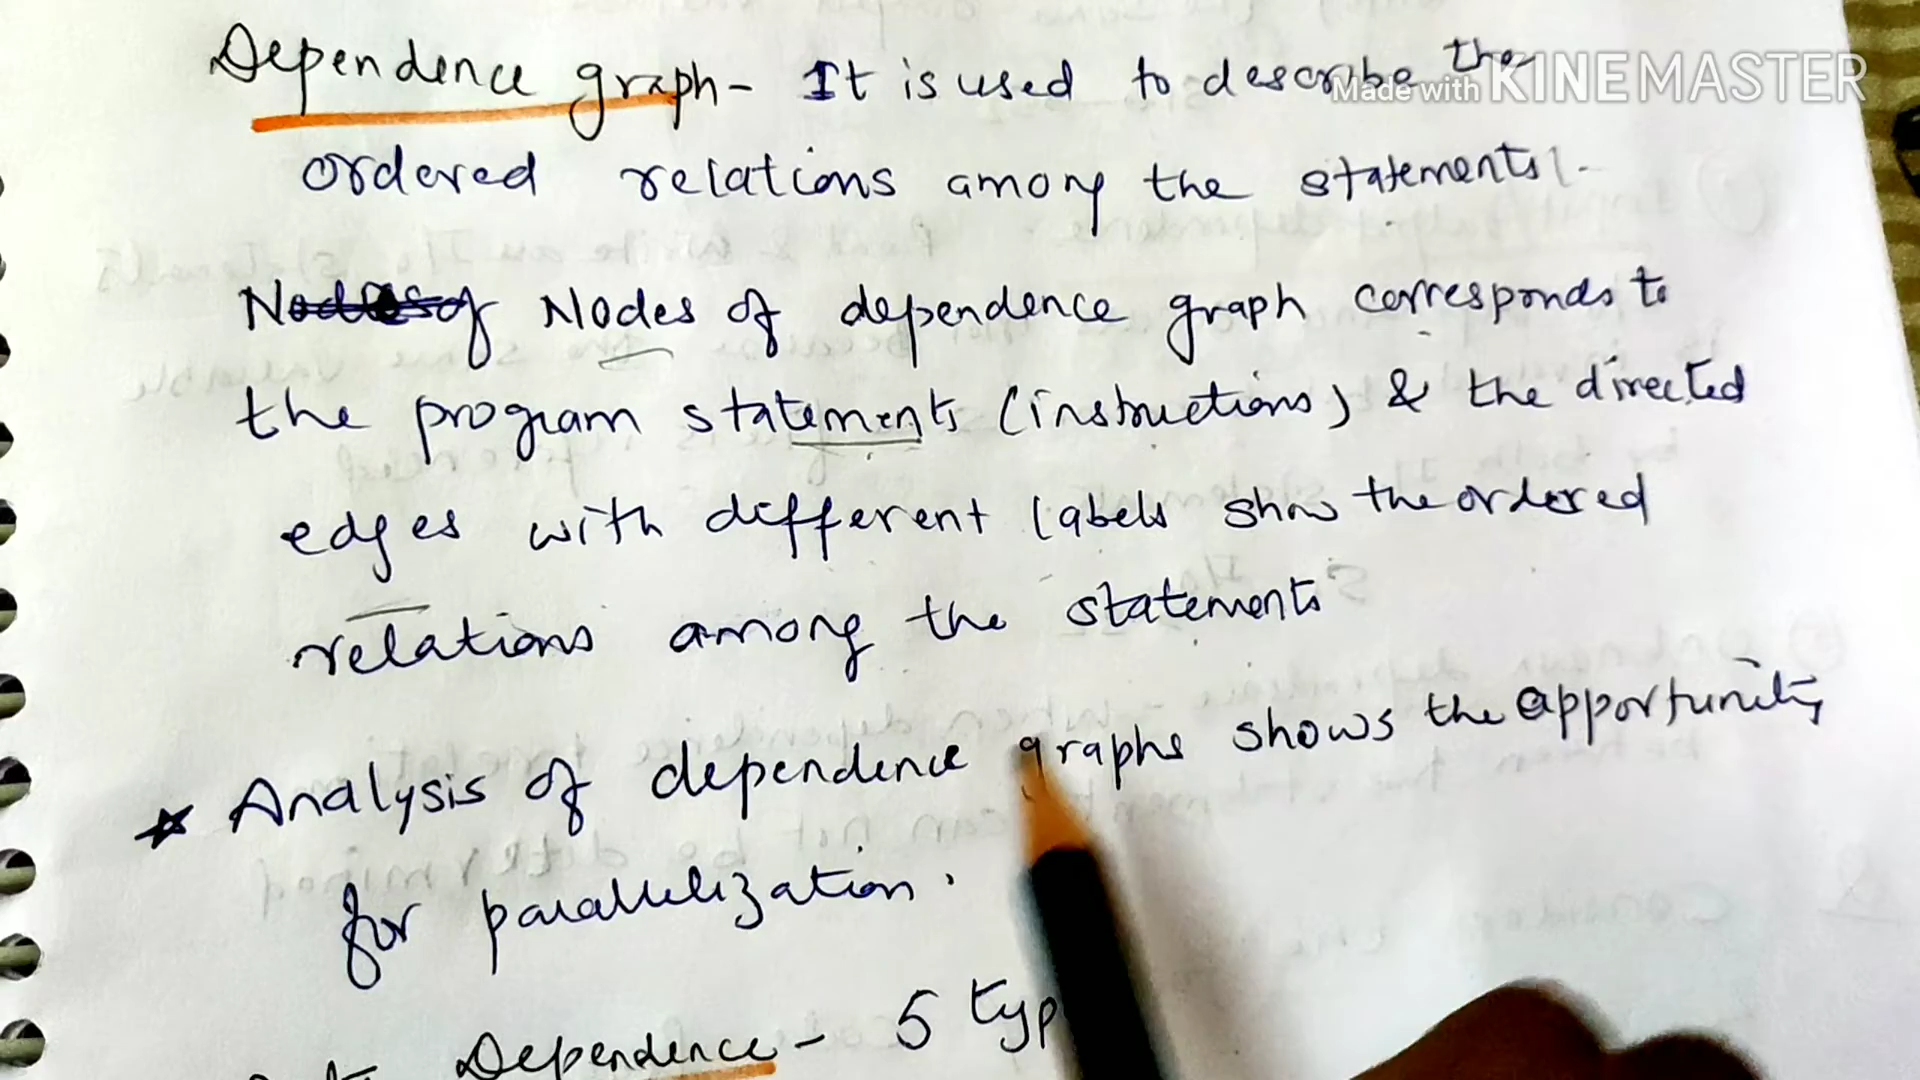 Dependence graph - It is used to describe the
Made with KINEMASTER
ordered relations among the statements.
Nodes of Nodes of dependence graph corresponds to
the program statements (instructions) & the directed
edges with different labels show the ordered
relations among the statements
* Analysis of dependence graphs shows the opportunity
for parallelization.
Dependence - 5 typ